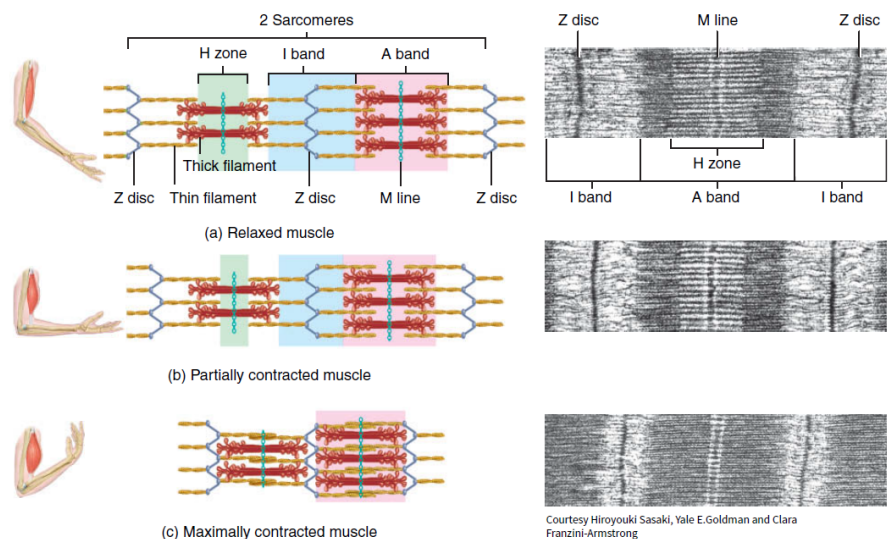 2 Sarcomeres
H zone
I band
A band
Thick filament
Z disc
Thin filament
Z disc
M line
Z disc
(a) Relaxed muscle
Z disc
M line
Z disc
H zone
I band
A band
I band
(b) Partially contracted muscle
(c) Maximally contracted muscle
Courtesy Hiroyouki Sasaki, Yale E.Goldman and Clara
Franzini-Armstrong